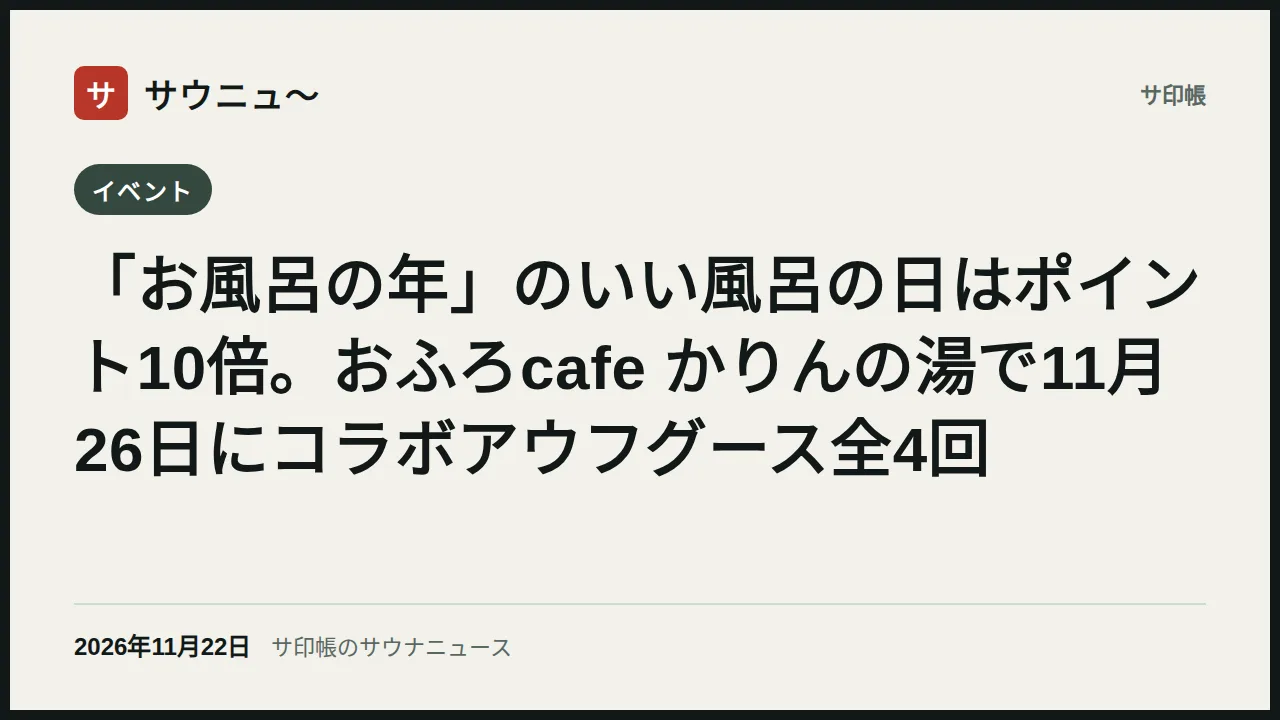 サ サウニュ〜
サ印帳
イベント
「お風呂の年」のいい風呂の日はポイン
ト10倍。おふろcafe かりんの湯で11月
26日にコラボアウフグース全4回
2026年11月22日 サ印帳のサウナニュース